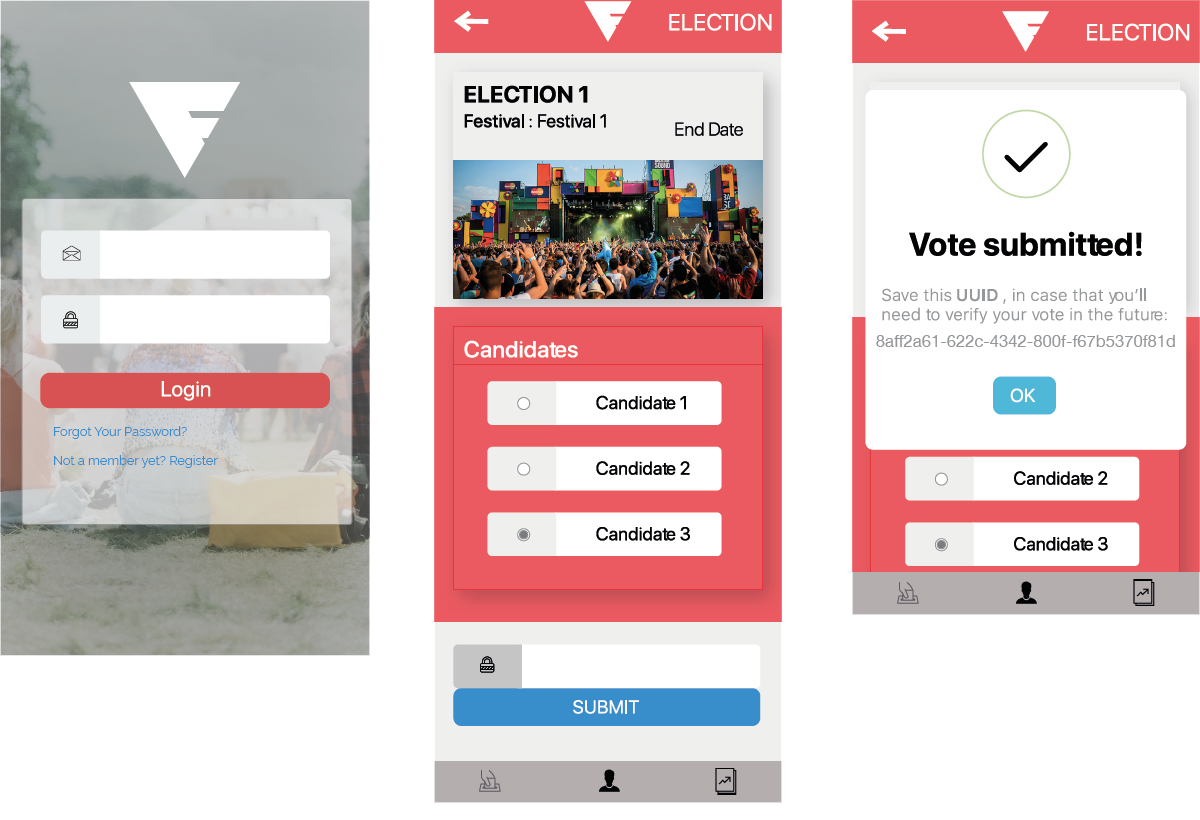 Login
Forgot Your Password?
Not a member yet? Register
ELECTION
ELECTION 1
Festival : Festival 1
End Date
Candidates
Candidate 1
Candidate 2
Candidate 3
SUBMIT
ELECTION
Vote submitted!
Save this UUID , in case that you'll
need to verify your vote in the future:
8aff2a61-622c-4342-800f-f67b5370f81d
OK
Candidate 2
Candidate 3